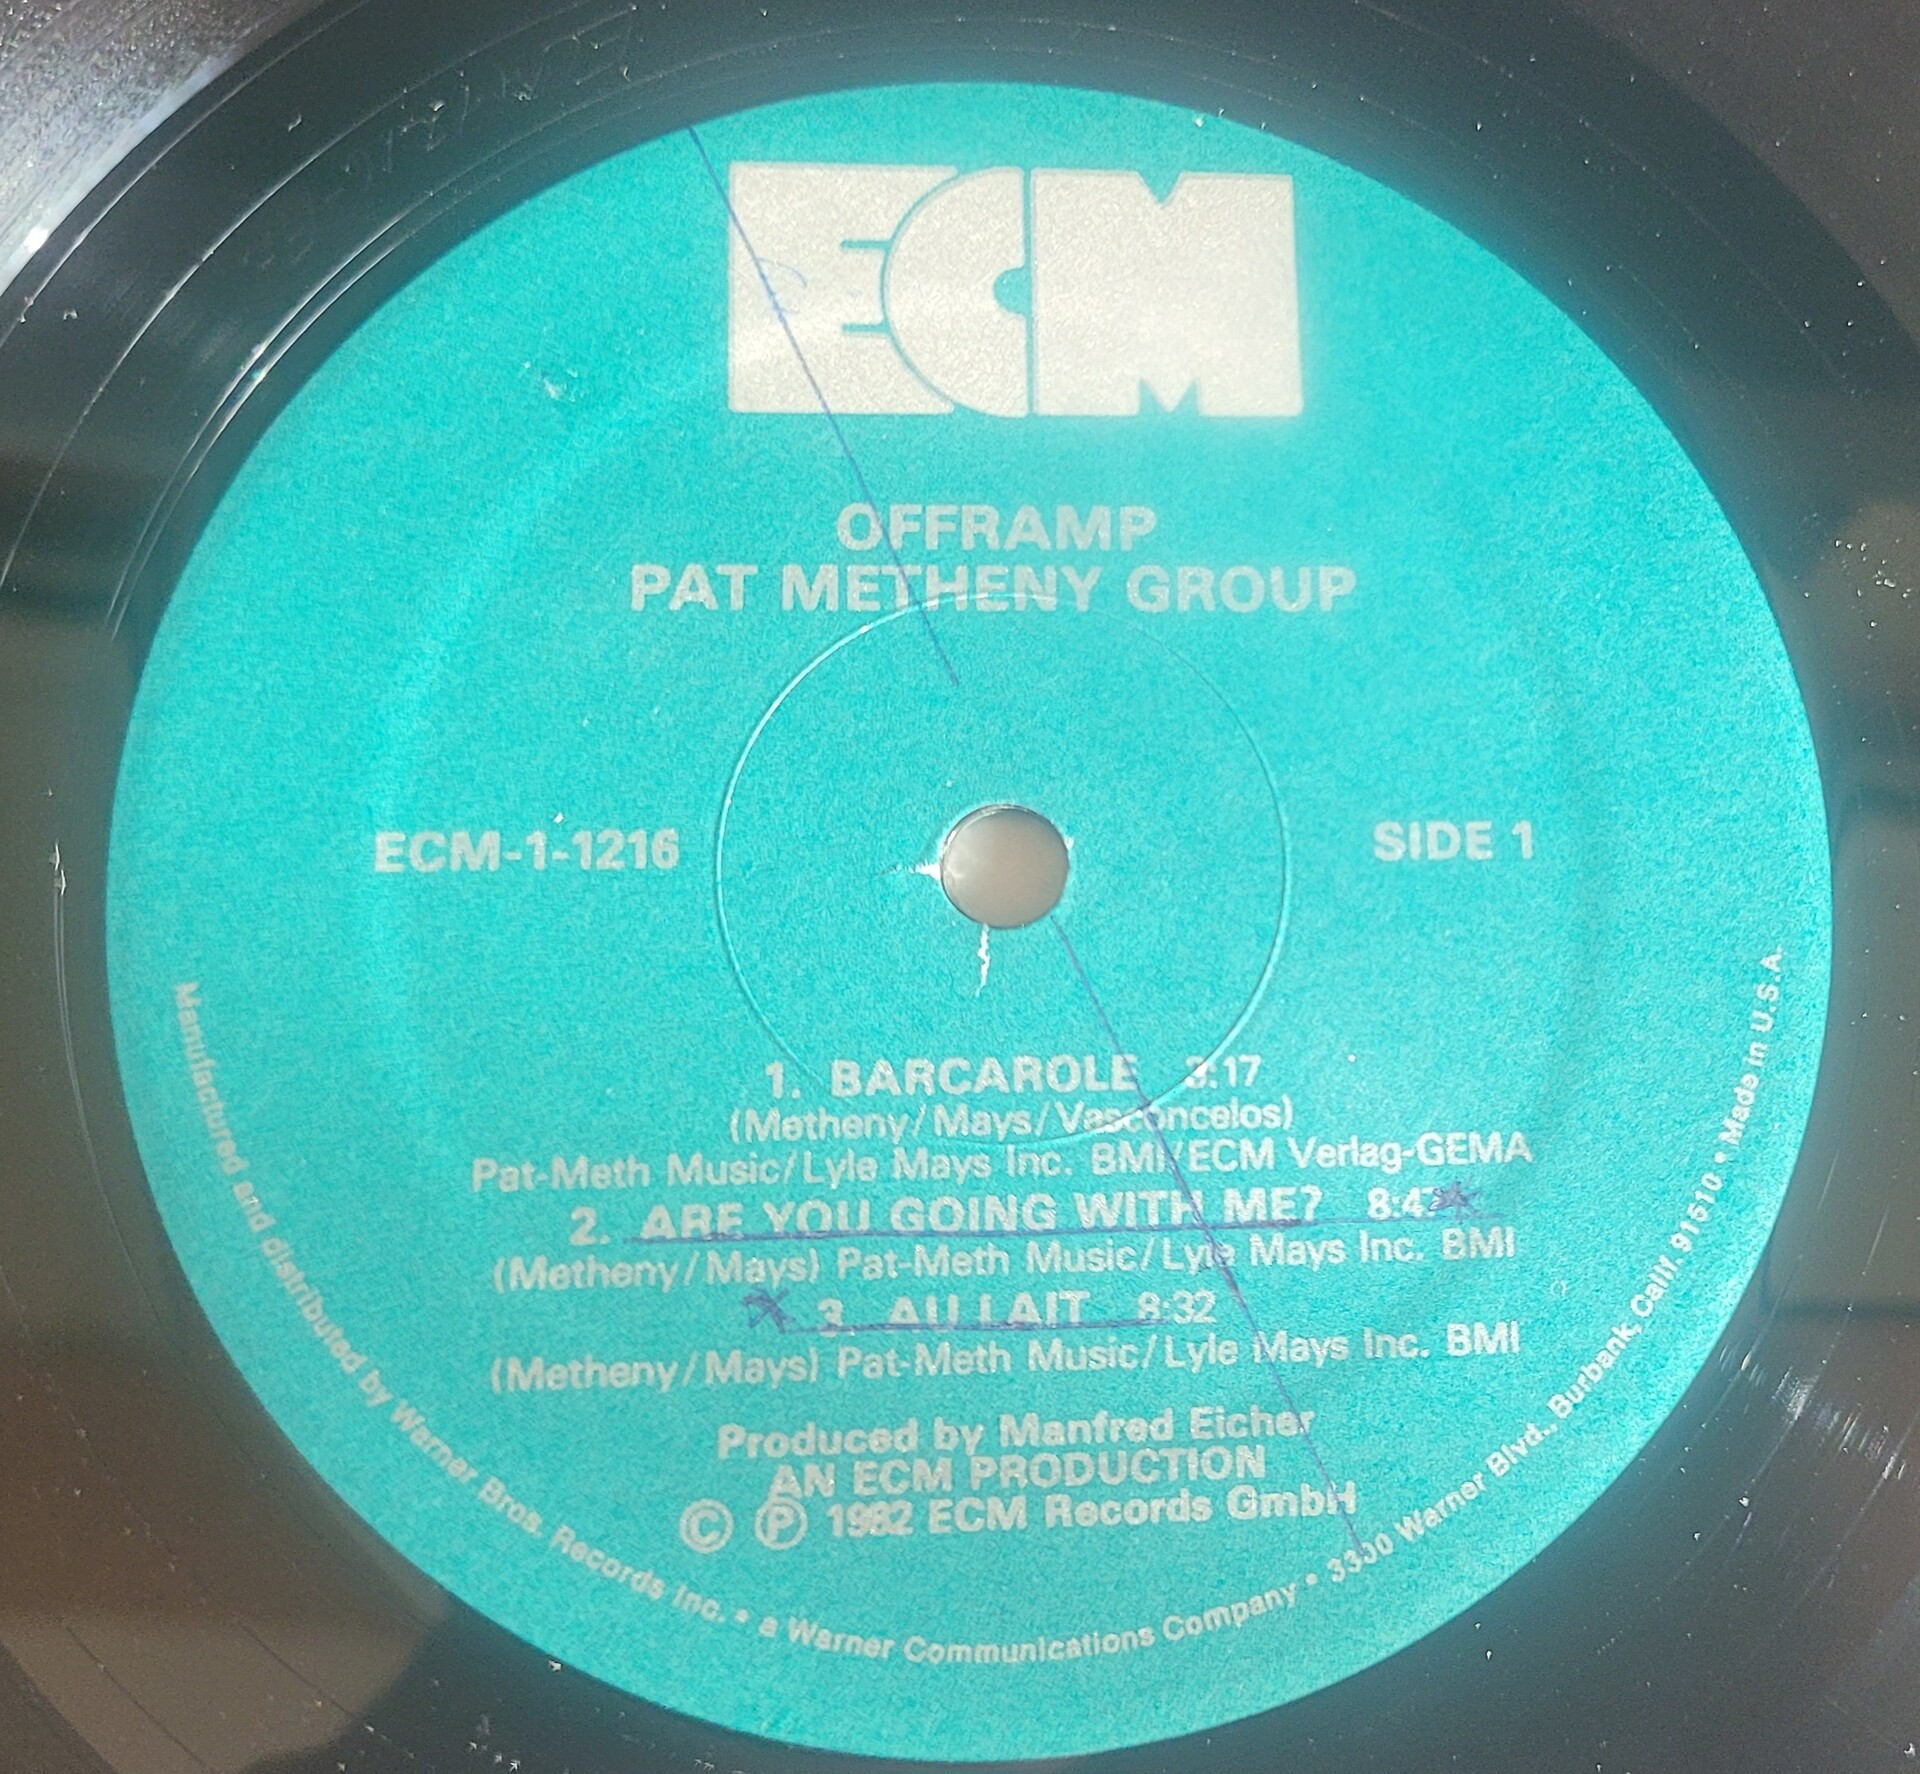 ECM
OFFRAMP
PAT METHENY GROUP
ECM-1-1216
SIDE 1
1. BARCAROLE 3:17
(Metheny/Mays/Vasconcelos)
Pat-Meth Music/Lyle Mays Inc. BMI/ECM Verlag-GEMA
2. ARE YOU GOING WITH ME? 8:47
(Metheny/Mays) Pat-Meth Music/Lyle Mays Inc. BMI
3. AU LAIT 8:32
(Metheny/Mays) Pat-Meth Music/Lyle Mays Inc. BMI
Produced by Manfred Eicher
AN ECM PRODUCTION
© ℗ 1982 ECM Records GmbH
Manufactured and distributed by Warner Bros. Records Inc. • a Warner Communications Company • 3300 Warner Blvd., Burbank, Calif. 91510 • Made in U.S.A.